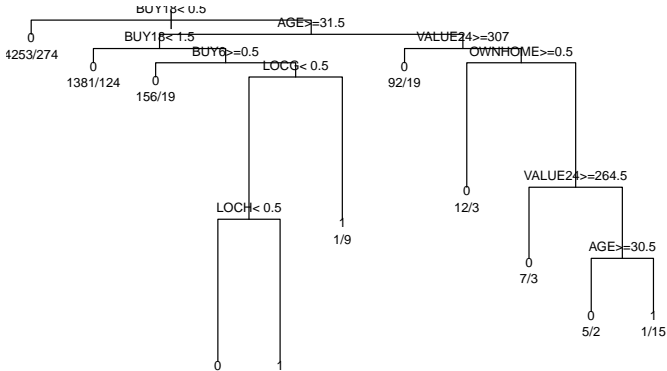 BUY18< 0.5
AGE>=31.5
BUY18< 1.5
VALUE24>=307
0
4253/274
BUY6>=0.5
OWNHOME>=0.5
0
1381/124
0
156/19
LOCG< 0.5
0
92/19
VALUE24>=264.5
0
12/3
LOCH< 0.5
1
1/9
AGE>=30.5
0
7/3
0
5/2
1
1/15
0
1